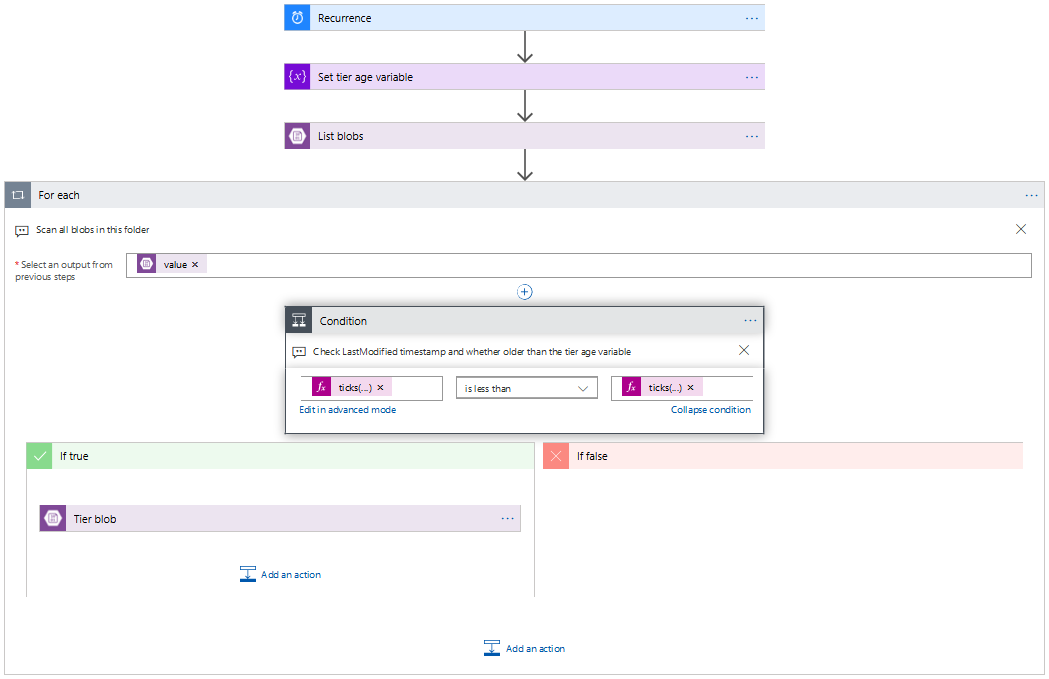 Recurrence ...
{x} Set tier age variable ...
List blobs ...
For each ...
Scan all blobs in this folder
* Select an output from
previous steps
value ×
Condition ...
Check LastModified timestamp and whether older than the tier age variable
fx ticks(...) × is less than fx ticks(...) ×
Edit in advanced mode Collapse condition
If true If false
Tier blob ...
Add an action
Add an action